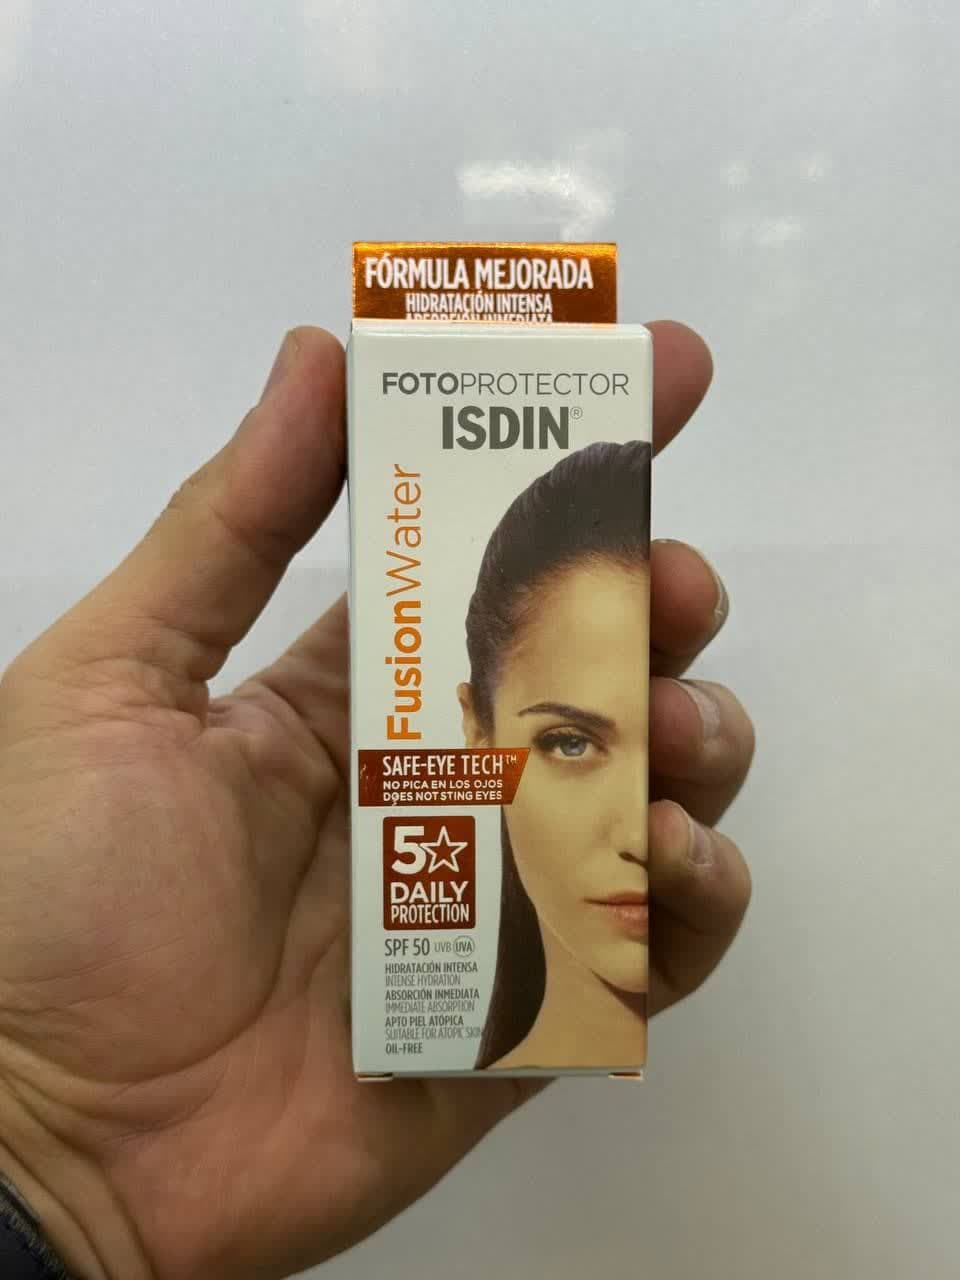 FÓRMULA MEJORADA
HIDRATACIÓN INTENSA
ABSORCIÓN INMEDIATA
FOTOPROTECTOR
ISDIN®
FusionWater
SAFE-EYE TECH™
NO PICA EN LOS OJOS
DOES NOT STING EYES
5☆
DAILY
PROTECTION
SPF 50 UVB UVA
HIDRATACIÓN INTENSA
INTENSE HYDRATION
ABSORCIÓN INMEDIATA
IMMEDIATE ABSORPTION
APTO PIEL ATÓPICA
SUITABLE FOR ATOPIC SKIN
OIL-FREE